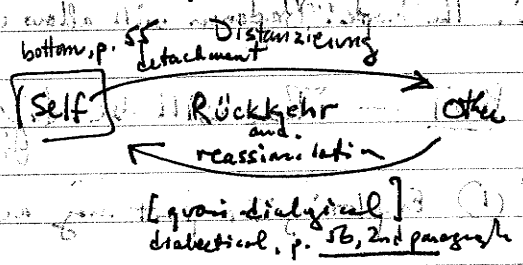 bottom, p. 55 Distanzierung
detachment
Self Rückkehr Other
and
reassimilation
[quasi-dialogical]
dialectical, p. 56, 2nd paragraph